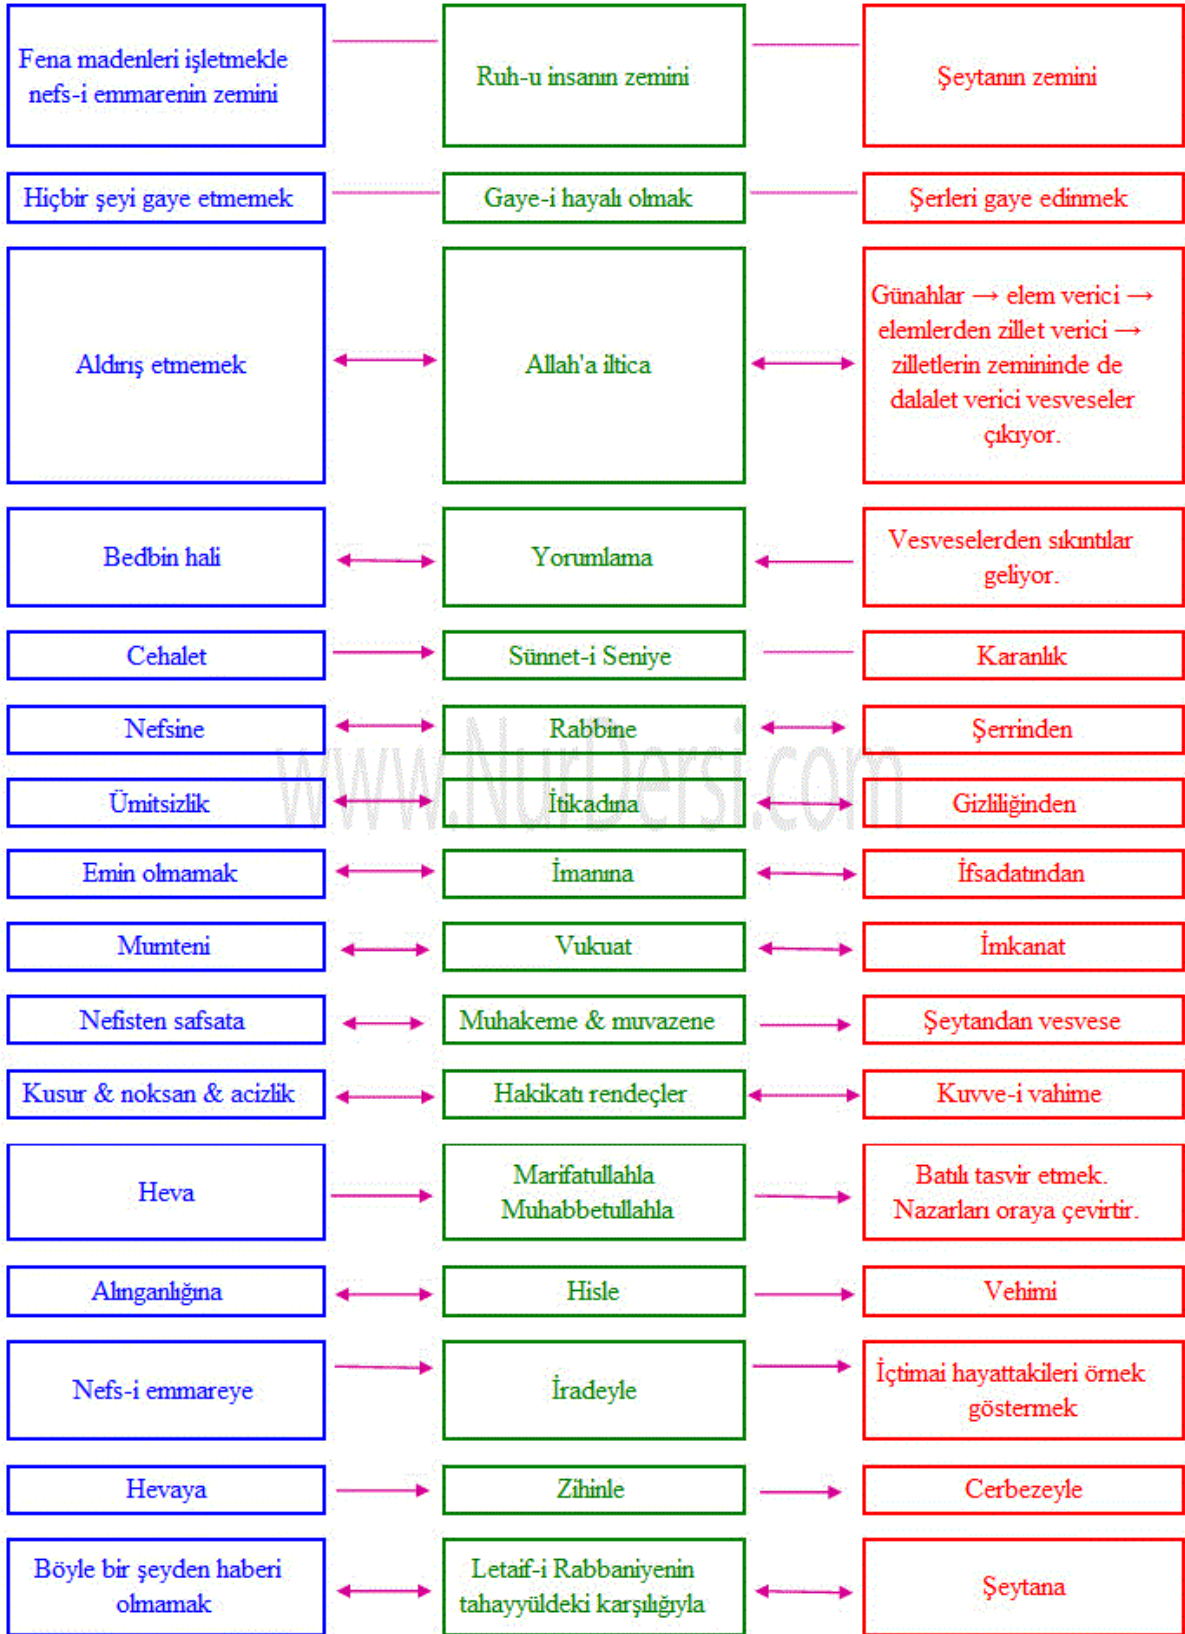 Fena madenleri işletmekle
nefs-i emmarenin zemini
Ruh-u insanın zemini
Şeytanın zemini
Hiçbir şeyi gaye etmemek
Gaye-i hayali olmak
Şerleri gaye edinmek
Aldırış etmemek
Allah'a iltica
Günahlar → elem verici →
elemlerden zillet verici →
zilletlerin zemininde de
dalalet verici vesveseler
çıkıyor.
Bedbin hali
Yorumlama
Vesveselerden sıkıntılar
geliyor.
Cehalet
Sünnet-i Seniye
Karanlık
Nefsine
Rabbine
Şerrinden
www.NurDersi.com
Ümitsizlik
İtikadına
Gizliliğinden
Emin olmamak
İmanına
İfsadatından
Mumteni
Vukuat
İmkanat
Nefisten safsata
Muhakeme & muvazene
Şeytandan vesvese
Kusur & noksan & acizlik
Hakikatı rendeçler
Kuvve-i vahime
Heva
Marifatullahla
Muhabbetullahla
Batılı tasvir etmek.
Nazarları oraya çevirtir.
Alınganlığına
Hisle
Vehimi
Nefs-i emmareye
İradeyle
İçtimai hayattakileri örnek
göstermek
Hevaya
Zihinle
Cerbezeyle
Böyle bir şeyden haberi
olmamak
Letaif-i Rabbaniyenin
tahayyüldeki karşılığıyla
Şeytana